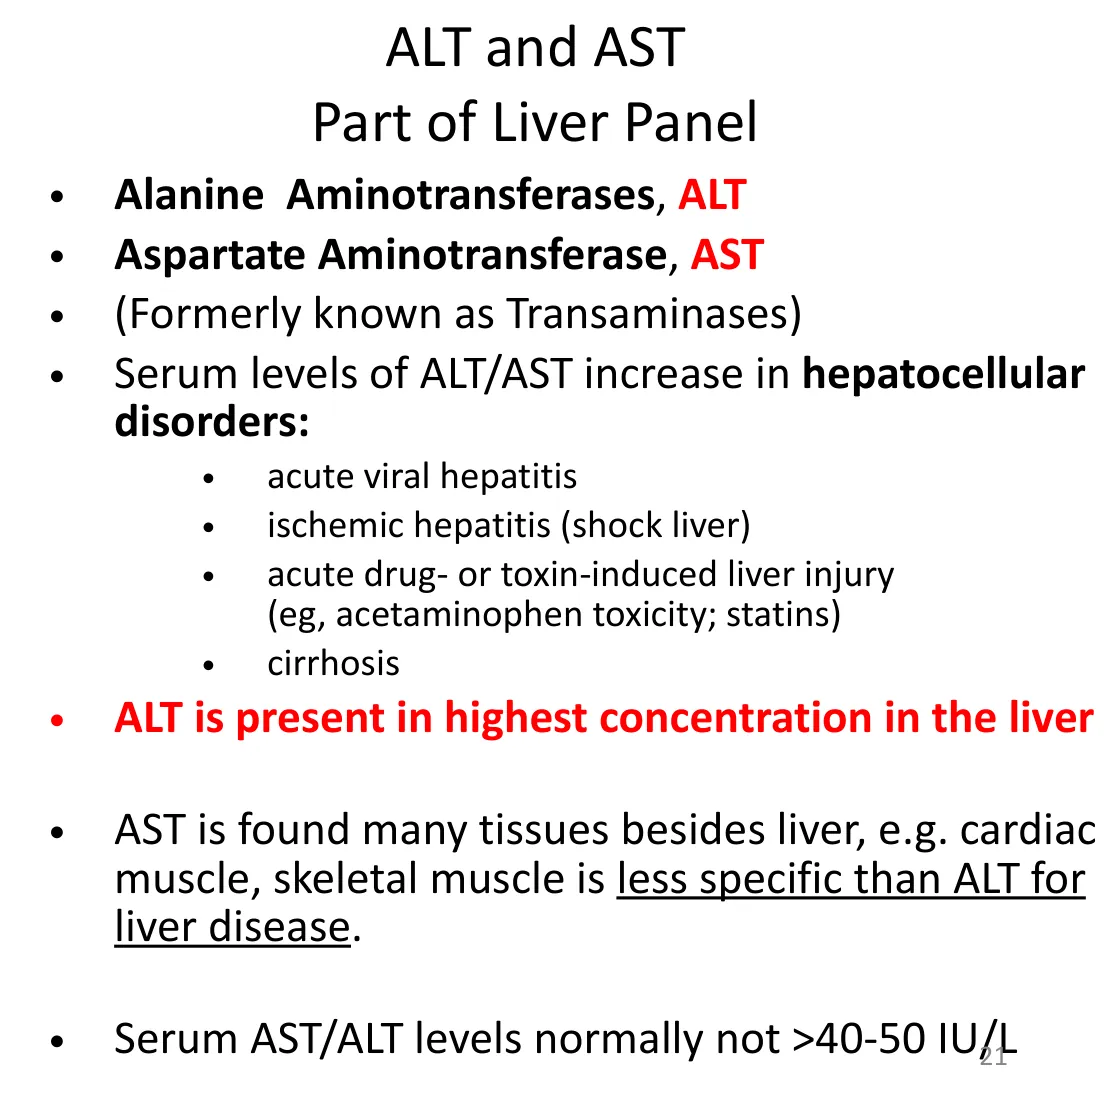 ALT and AST
Part of Liver Panel
• Alanine  Aminotransferases, ALT
• Aspartate Aminotransferase, AST
• (Formerly known as Transaminases)
• Serum levels of ALT/AST increase in hepatocellular
disorders:
• acute viral hepatitis
• ischemic hepatitis (shock liver)
• acute drug- or toxin-induced liver injury
(eg, acetaminophen toxicity; statins)
• cirrhosis
• ALT is present in highest concentration in the liver
• AST is found many tissues besides liver, e.g. cardiac
muscle, skeletal muscle is less specific than ALT for
liver disease.
• Serum AST/ALT levels normally not >40-50 IU/L
21